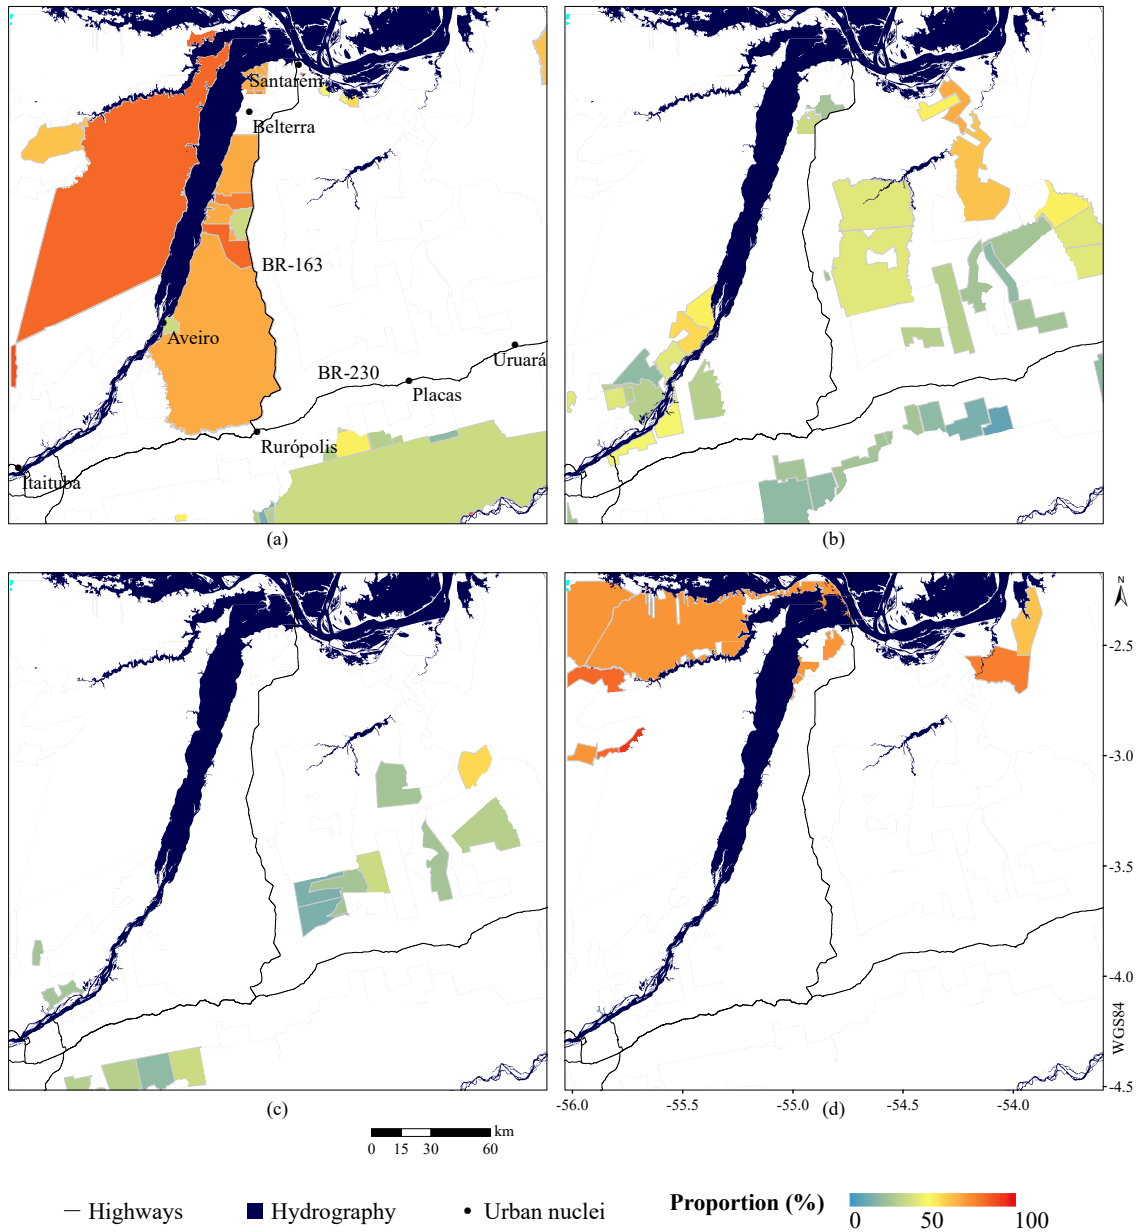 Santarém
Belterra
BR-163
Aveiro
Uruará
BR-230
Placas
Rurópolis
Itaituba
(a)
(b)
N
-2.5
-3.0
-3.5
-4.0
WGS84
-4.5
-56.0 -55.5 -55.0 -54.5 -54.0
(c)
(d)
km
0 15 30 60
Highways Hydrography Urban nuclei Proportion (%)
0 50 100